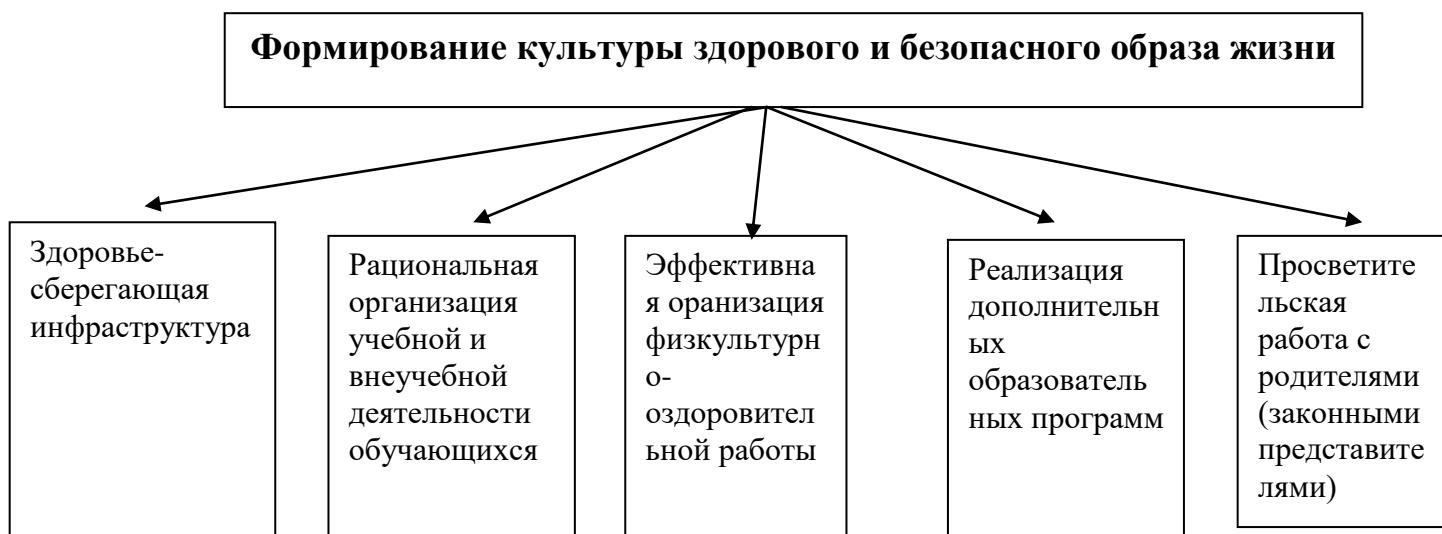 Формирование культуры здорового и безопасного образа жизни
Здоровье-
сберегающая
инфраструктура
Рациональная
организация
учебной и
внеучебной
деятельности
обучающихся
Эффективна
я оранизация
физкультурн
о-
оздоровител
ьной работы
Реализация
дополнительн
ых
образователь
ных программ
Просветите
льская
работа с
родителями
(законными
представите
лями)